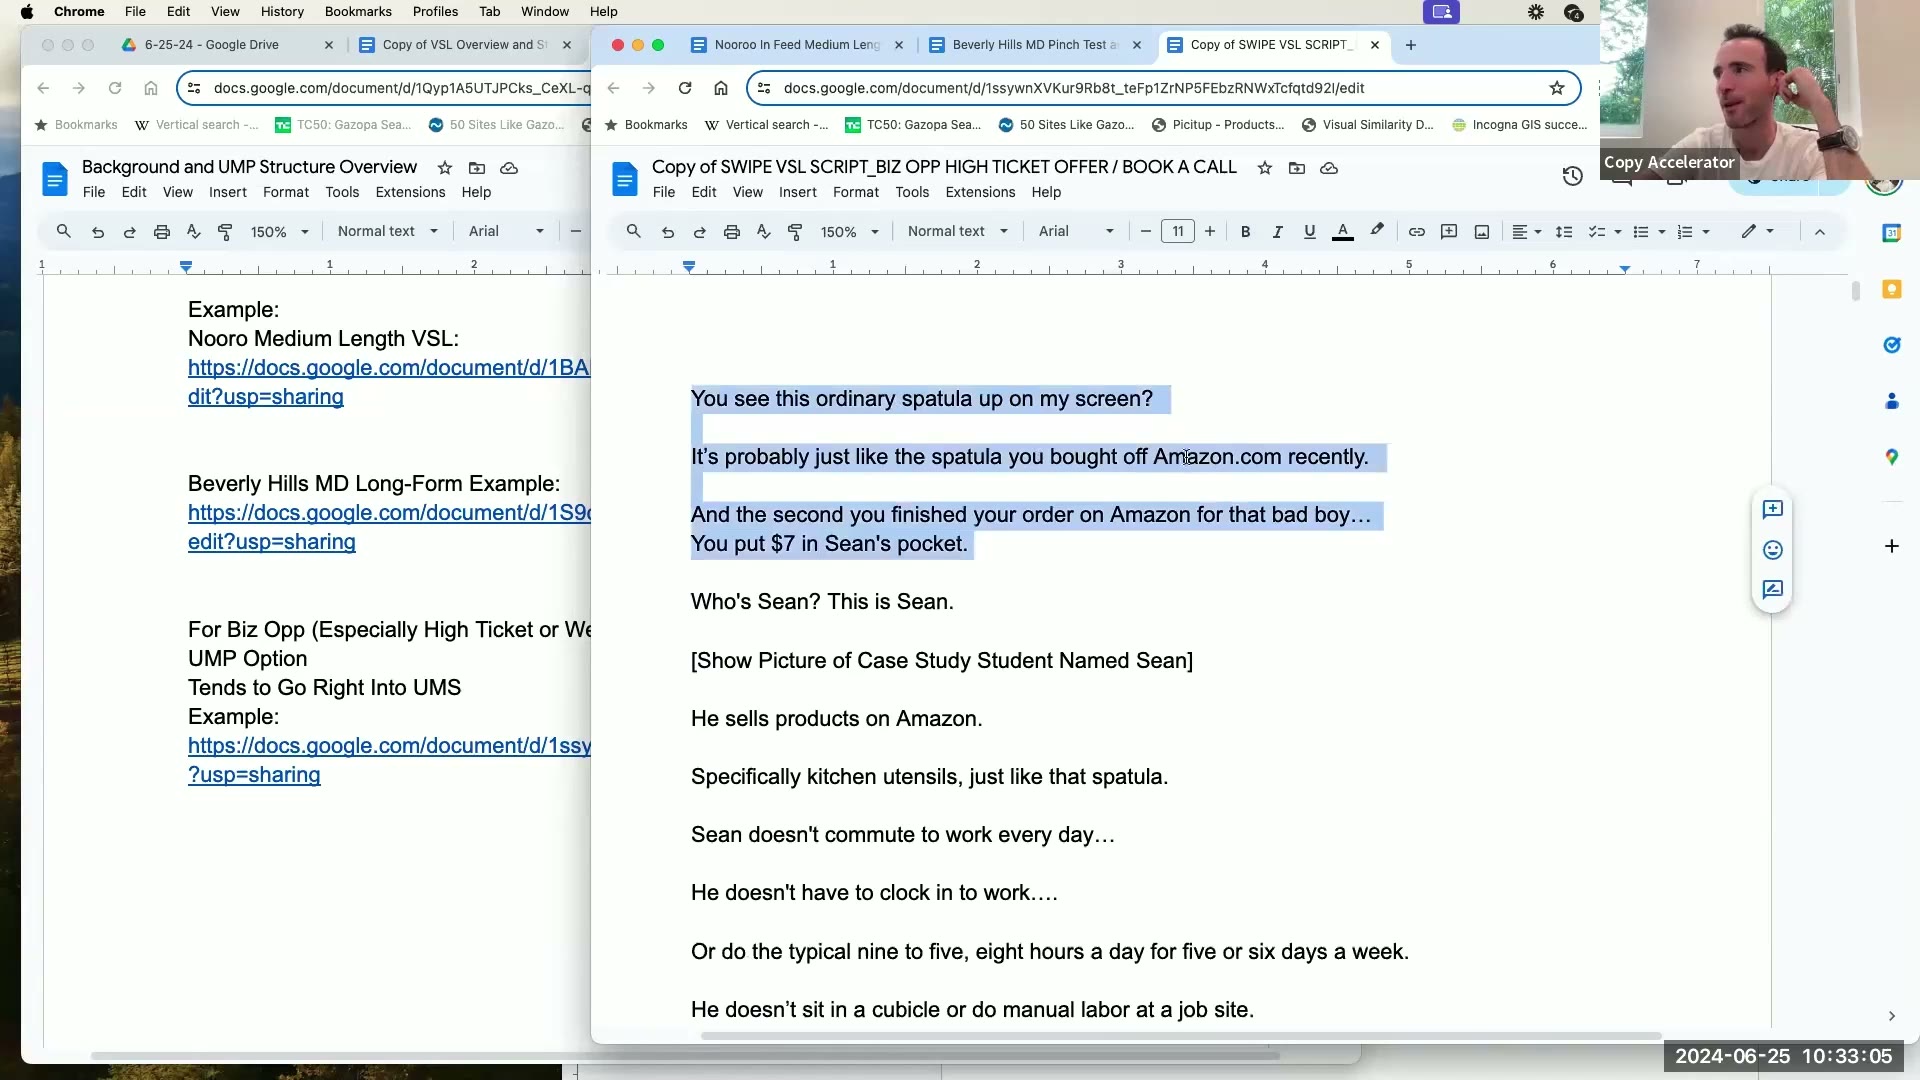 Chrome File Edit View History Bookmarks Profiles Tab Window Help
6-25-24 - Google Drive
Copy of VSL Overview and St
Nooroo In Feed Medium Leng
Beverly Hills MD Pinch Test a
Copy of SWIPE VSL SCRIPT_
docs.google.com/document/d/1Qyp1A5UTJPCks_CeXL-q
docs.google.com/document/d/1ssywnXVKur9Rb8t_teFp1ZrNP5FEbzRNWxTcfqtd92I/edit
Bookmarks Vertical search -... TC50: Gazopa Sea... 50 Sites Like Gazo...
Bookmarks Vertical search -... TC50: Gazopa Sea... 50 Sites Like Gazo... Picitup - Products... Visual Similarity D... Incogna GIS succe...
Copy Accelerator
Background and UMP Structure Overview
File Edit View Insert Format Tools Extensions Help
150% Normal text Arial
1 1 2
Example:
Nooro Medium Length VSL:
https://docs.google.com/document/d/1BA
dit?usp=sharing
Beverly Hills MD Long-Form Example:
https://docs.google.com/document/d/1S9
edit?usp=sharing
For Biz Opp (Especially High Ticket or We
UMP Option
Tends to Go Right Into UMS
Example:
https://docs.google.com/document/d/1ssy
?usp=sharing
Copy of SWIPE VSL SCRIPT_BIZ OPP HIGH TICKET OFFER / BOOK A CALL
File Edit View Insert Format Tools Extensions Help
150% Normal text Arial 11
1 2 3 4 5 6 7
You see this ordinary spatula up on my screen?
It’s probably just like the spatula you bought off Amazon.com recently.
And the second you finished your order on Amazon for that bad boy…
You put $7 in Sean's pocket.
Who's Sean? This is Sean.
[Show Picture of Case Study Student Named Sean]
He sells products on Amazon.
Specifically kitchen utensils, just like that spatula.
Sean doesn't commute to work every day…
He doesn't have to clock in to work….
Or do the typical nine to five, eight hours a day for five or six days a week.
He doesn’t sit in a cubicle or do manual labor at a job site.
2024-06-25 10:33:05